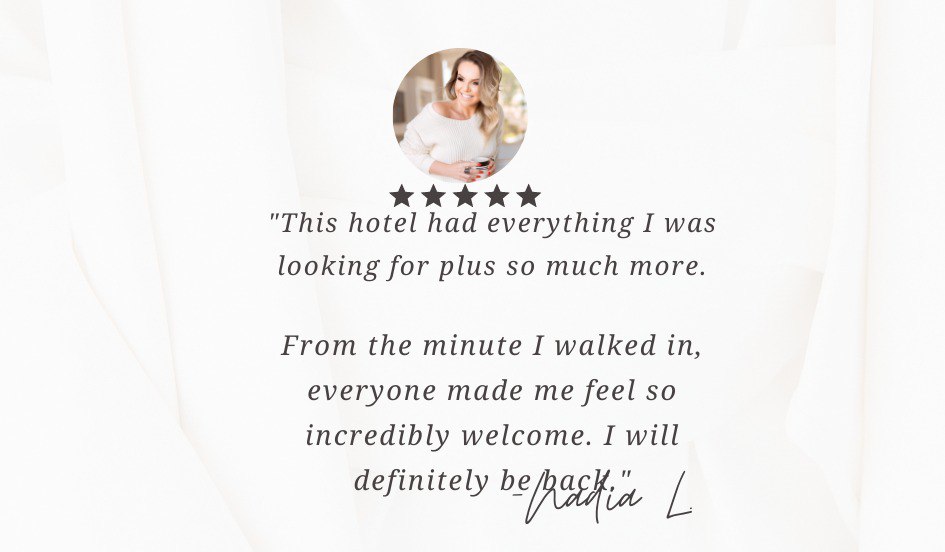 "This hotel had everything I was
looking for plus so much more.
From the minute I walked in,
everyone made me feel so
incredibly welcome. I will
definitely be back."
-Nadia L.